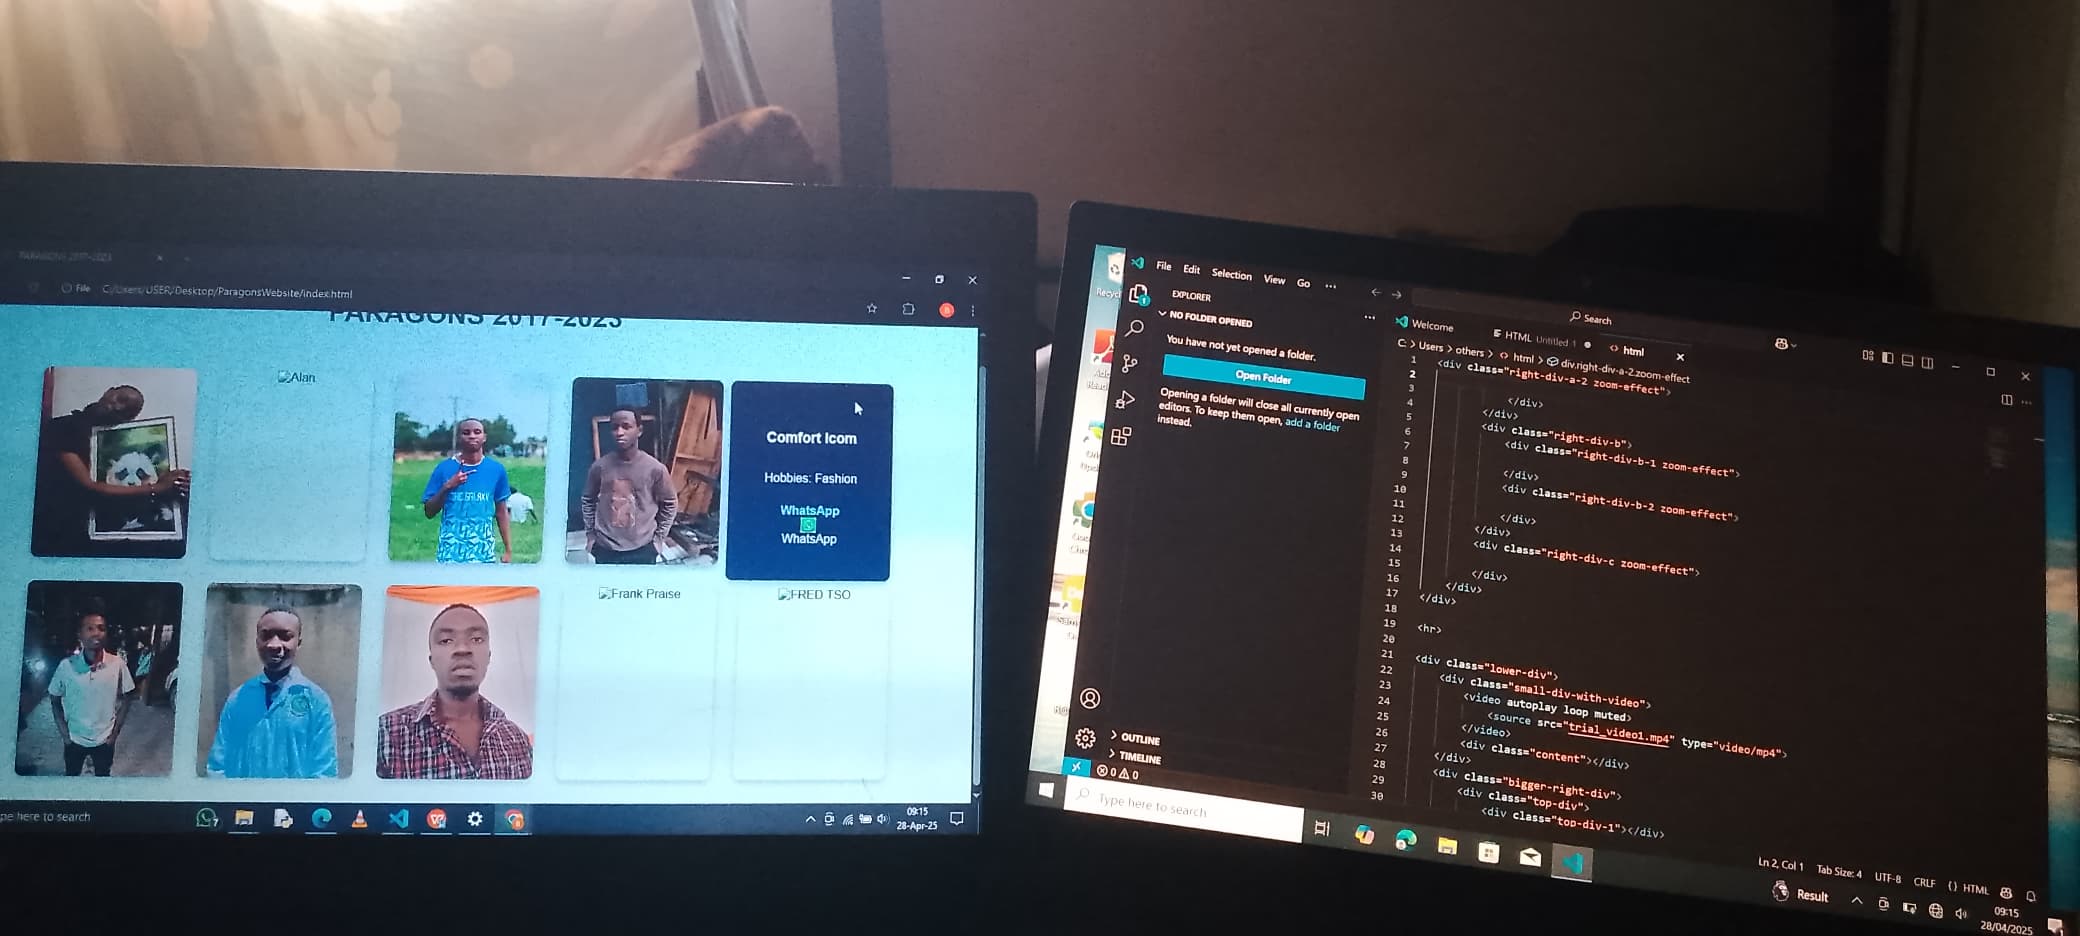 PARAGONS 2017-2023
File C:/Users/USER/Desktop/ParagonsWebsite/index.html
PARAGONS 2017-2023
Alan
Comfort Icom
Hobbies: Fashion
WhatsApp
WhatsApp
Frank Praise
FRED TSO
pe here to search
09:15
28-Apr-25
File Edit Selection View Go ···
Search
EXPLORER
NO FOLDER OPENED
You have not yet opened a folder.
Open Folder
Opening a folder will close all currently open
editors. To keep them open, add a folder
instead.
OUTLINE
TIMELINE
0 0
Welcome
HTML Untitled 1
html
C: > Users > others > html > div.right-div-a-2.zoom-effect
1 <div class="right-div-a-2 zoom-effect">
2
3
4 </div>
5 </div>
6 <div class="right-div-b">
7 <div class="right-div-b-1 zoom-effect">
8
9 </div>
10 <div class="right-div-b-2 zoom-effect">
11
12 </div>
13 </div>
14 <div class="right-div-c zoom-effect">
15
16 </div>
17 </div>
18 </div>
19
20 <hr>
21
22 <div class="lower-div">
23 <div class="small-div-with-video">
24 <video autoplay loop muted>
25 <source src="trial_video1.mp4" type="video/mp4">
26 </video>
27 <div class="content"></div>
28 </div>
29 <div class="bigger-right-div">
30 <div class="top-div">
<div class="top-div-1"></div>
Type here to search
Ln 2, Col 1 Tab Size: 4 UTF-8 CRLF {} HTML
Result
09:15
28/04/2025